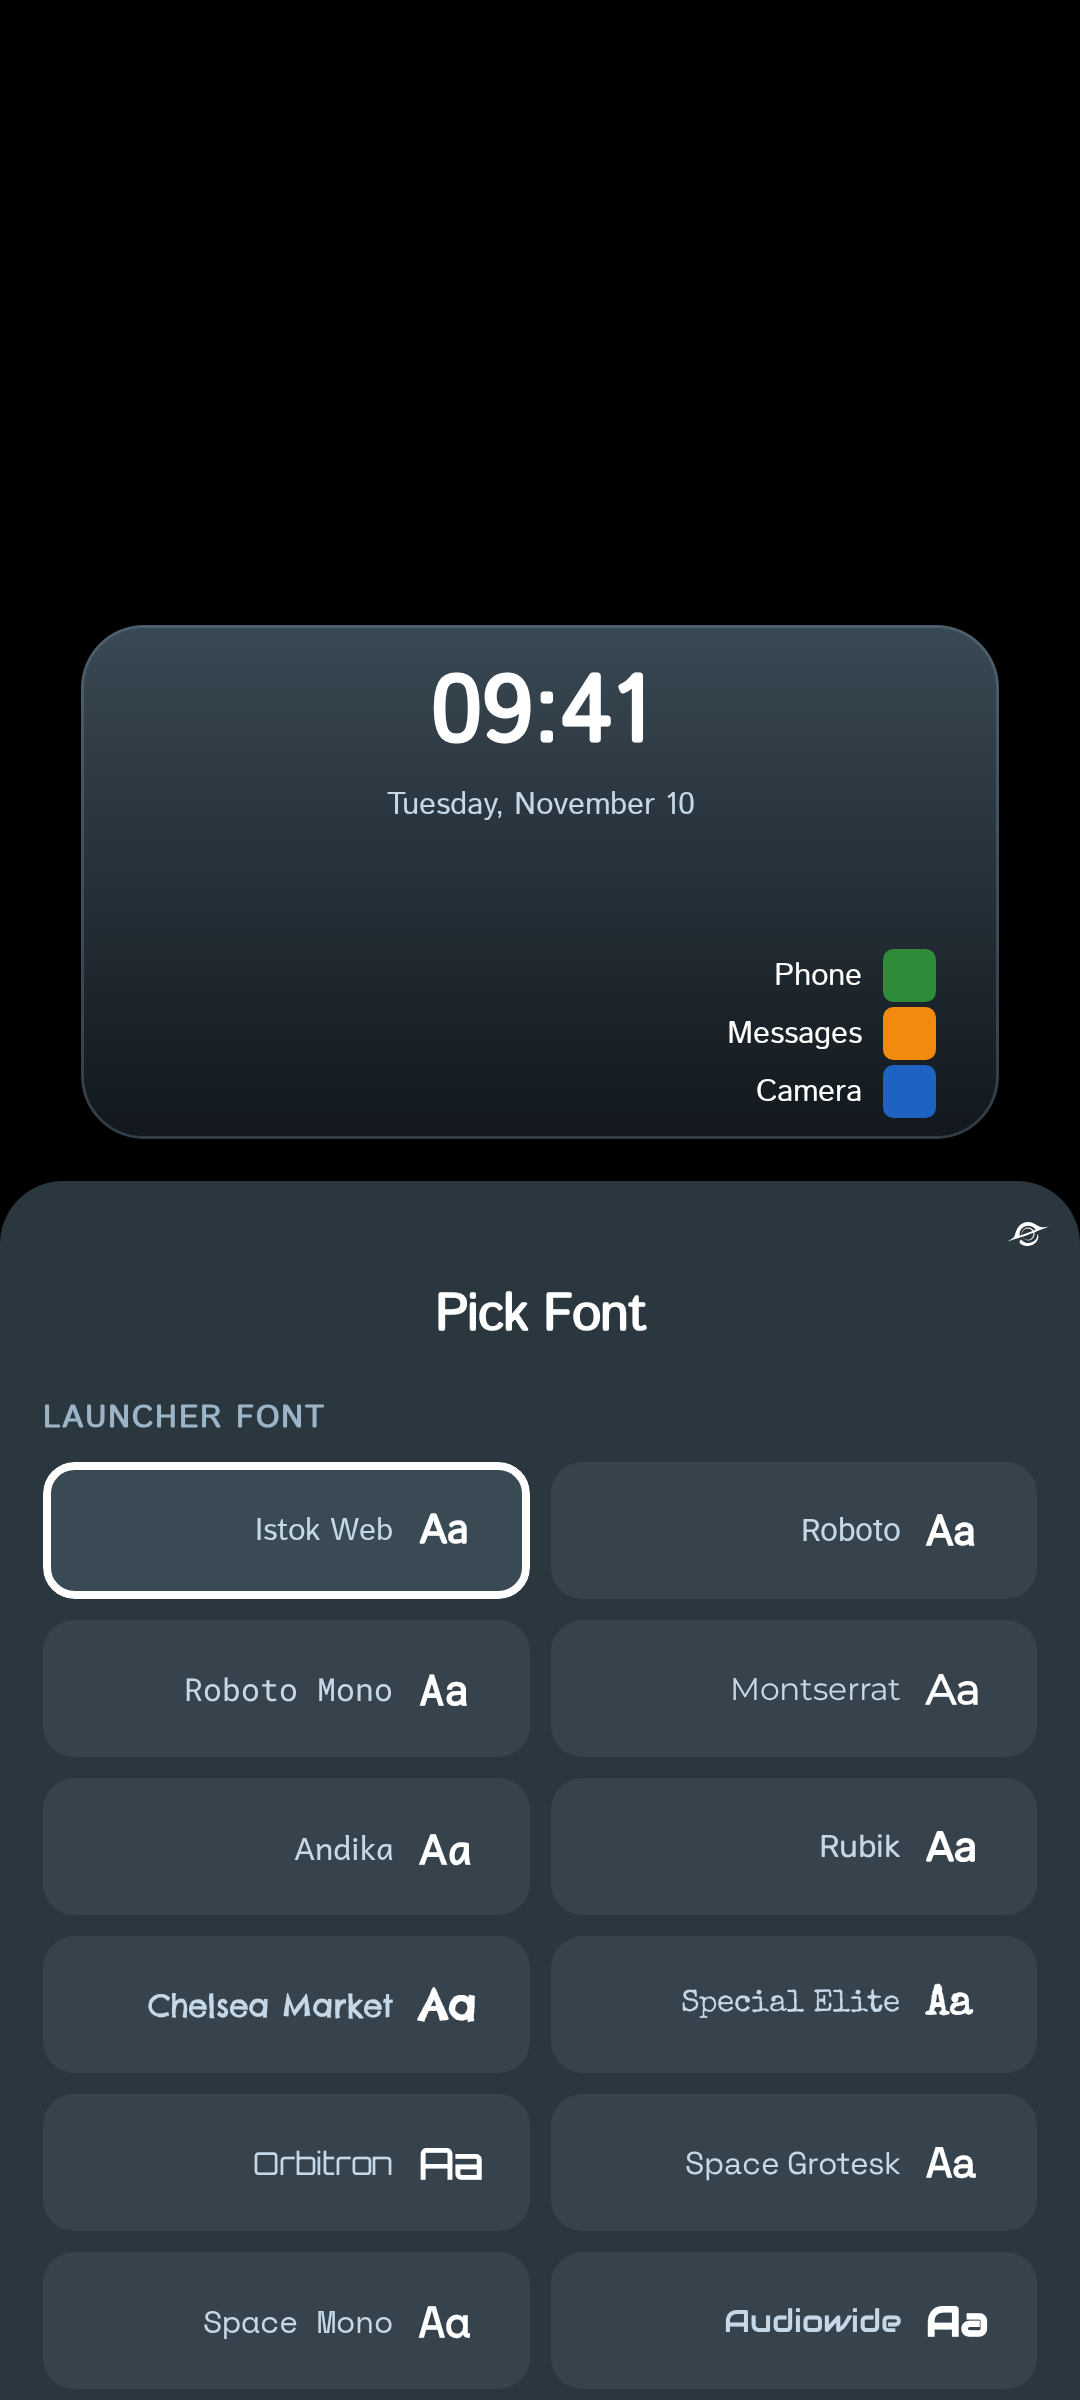 09:41
Tuesday, November 10
Phone
Messages
Camera
Pick Font
LAUNCHER FONT
Istok Web Aa
Roboto Aa
Roboto Mono Aa
Montserrat Aa
Andika Aa
Rubik Aa
Chelsea Market Aa
Special Elite Aa
Orbitron Aa
Space Grotesk Aa
Space Mono Aa
Audiowide Aa